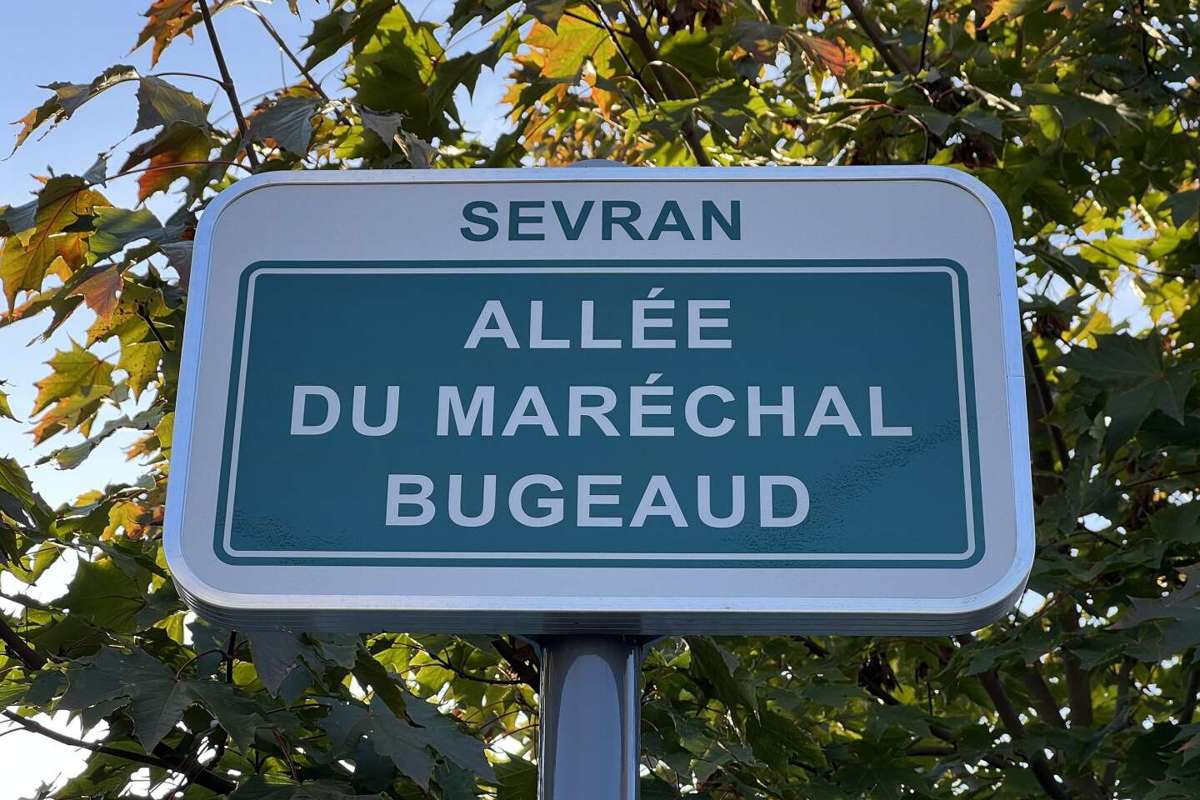 SEVRAN
ALLÉE
DU MARÉCHAL
BUGEAUD